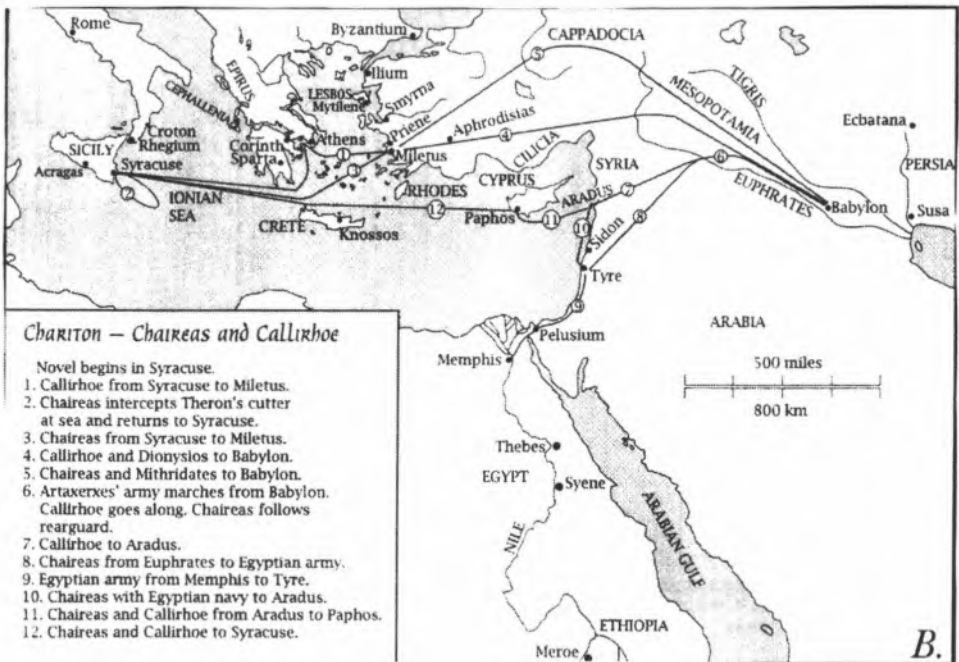 Rome
Byzantium
CAPPADOCIA
5
Ilium
EPIRUS
TIGRIS
LESBOS
Mytilene
CEPHALLENIA
Smyrna
MESOPOTAMIA
Ecbatana
Croton
Rhegium
Athens
Priene
Aphrodisias
4
SICILY
Corinth
Sparta
1
Miletus
CILICIA
SYRIA
6
PERSIA
Acragas
Syracuse
3
CYPRUS
ARADUS
7
EUPHRATES
2
IONIAN
SEA
RHODES
12
Paphos
11
10
Sidon
8
Babylon
Susa
CRETE
Knossos
Tyre
9
Chariton — Chaireas and Callirhoe
Novel begins in Syracuse.
1. Callirhoe from Syracuse to Miletus.
2. Chaireas intercepts Theron's cutter
at sea and returns to Syracuse.
3. Chaireas from Syracuse to Miletus.
4. Callirhoe and Dionysios to Babylon.
5. Chaireas and Mithridates to Babylon.
6. Artaxerxes' army marches from Babylon.
Callirhoe goes along. Chaireas follows
rearguard.
7. Callirhoe to Aradus.
8. Chaireas from Euphrates to Egyptian army.
9. Egyptian army from Memphis to Tyre.
10. Chaireas with Egyptian navy to Aradus.
11. Chaireas and Callirhoe from Aradus to Paphos.
12. Chaireas and Callirhoe to Syracuse.
Pelusium
ARABIA
Memphis
500 miles
800 km
Thebes
EGYPT
Syene
NILE
ARABIAN GULF
ETHIOPIA
Meroe
B.